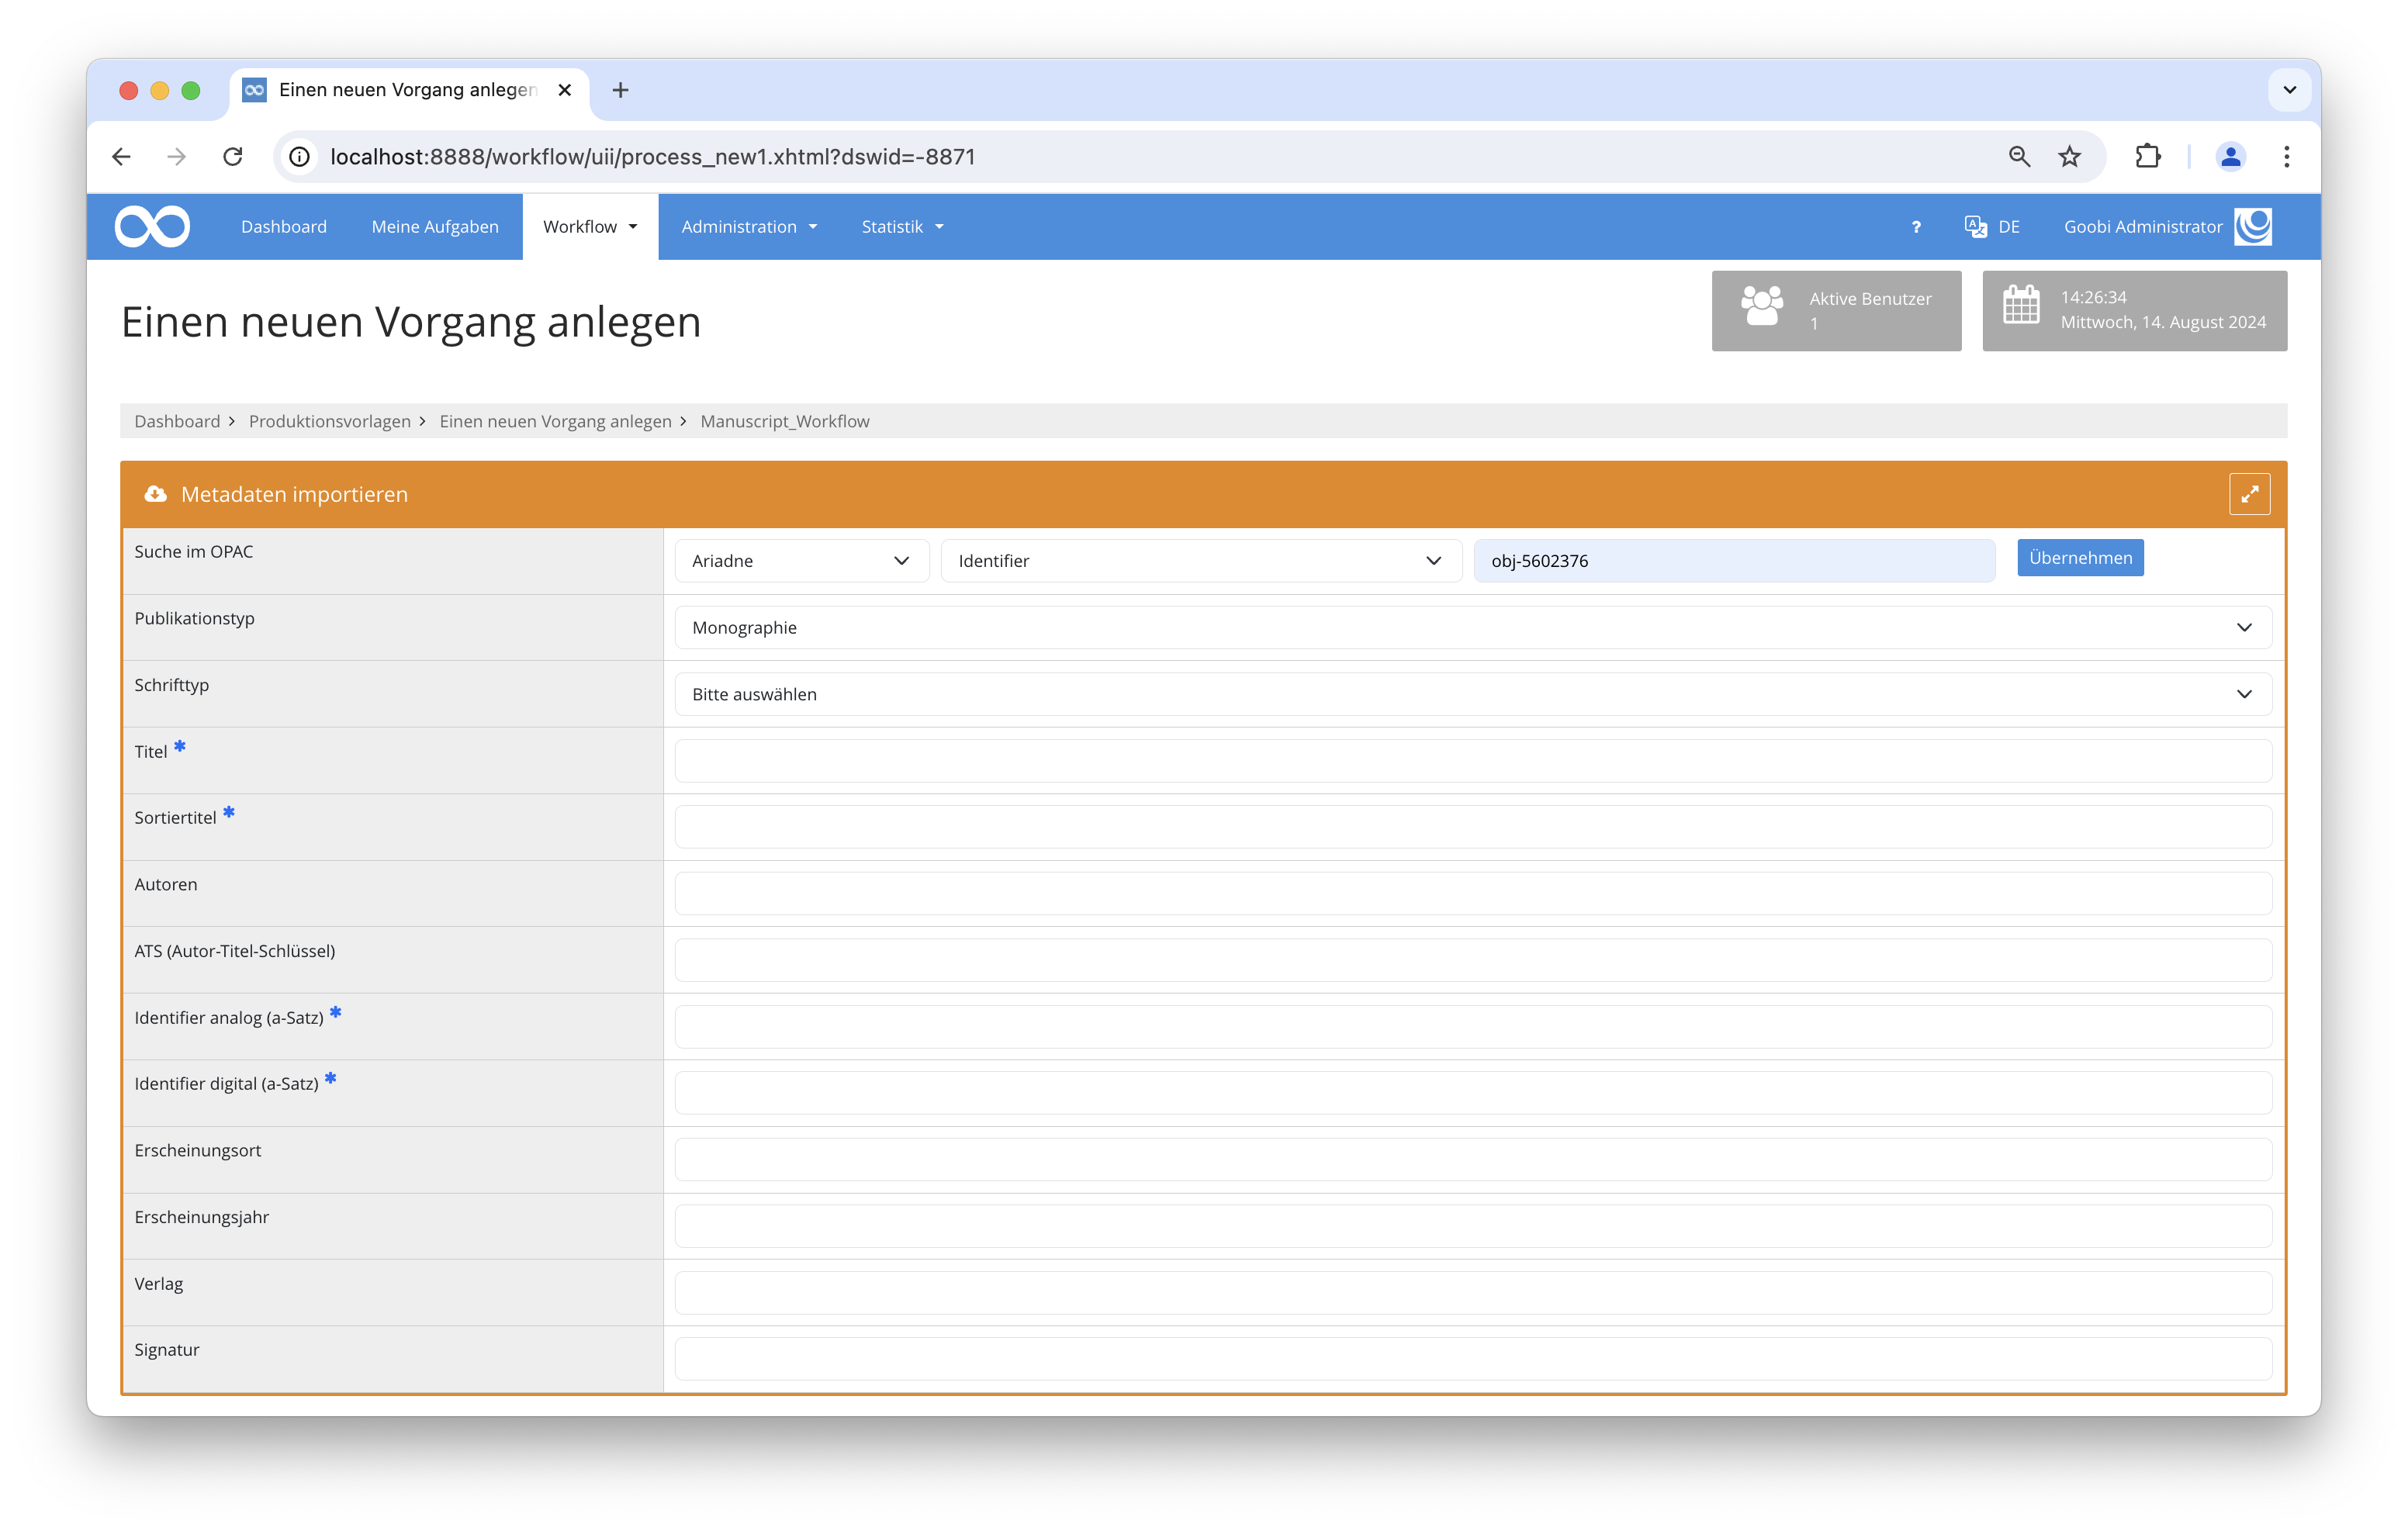 Einen neuen Vorgang anlegen
localhost:8888/workflow/uii/process_new1.xhtml?dswid=-8871
Dashboard Meine Aufgaben Workflow Administration Statistik ? DE Goobi Administrator
Einen neuen Vorgang anlegen
Aktive Benutzer
1
14:26:34
Mittwoch, 14. August 2024
Dashboard > Produktionsvorlagen > Einen neuen Vorgang anlegen > Manuscript_Workflow
Metadaten importieren
Suche im OPAC Ariadne Identifier obj-5602376 Übernehmen
Publikationstyp Monographie
Schrifttyp Bitte auswählen
Titel *
Sortiertitel *
Autoren
ATS (Autor-Titel-Schlüssel)
Identifier analog (a-Satz) *
Identifier digital (a-Satz) *
Erscheinungsort
Erscheinungsjahr
Verlag
Signatur